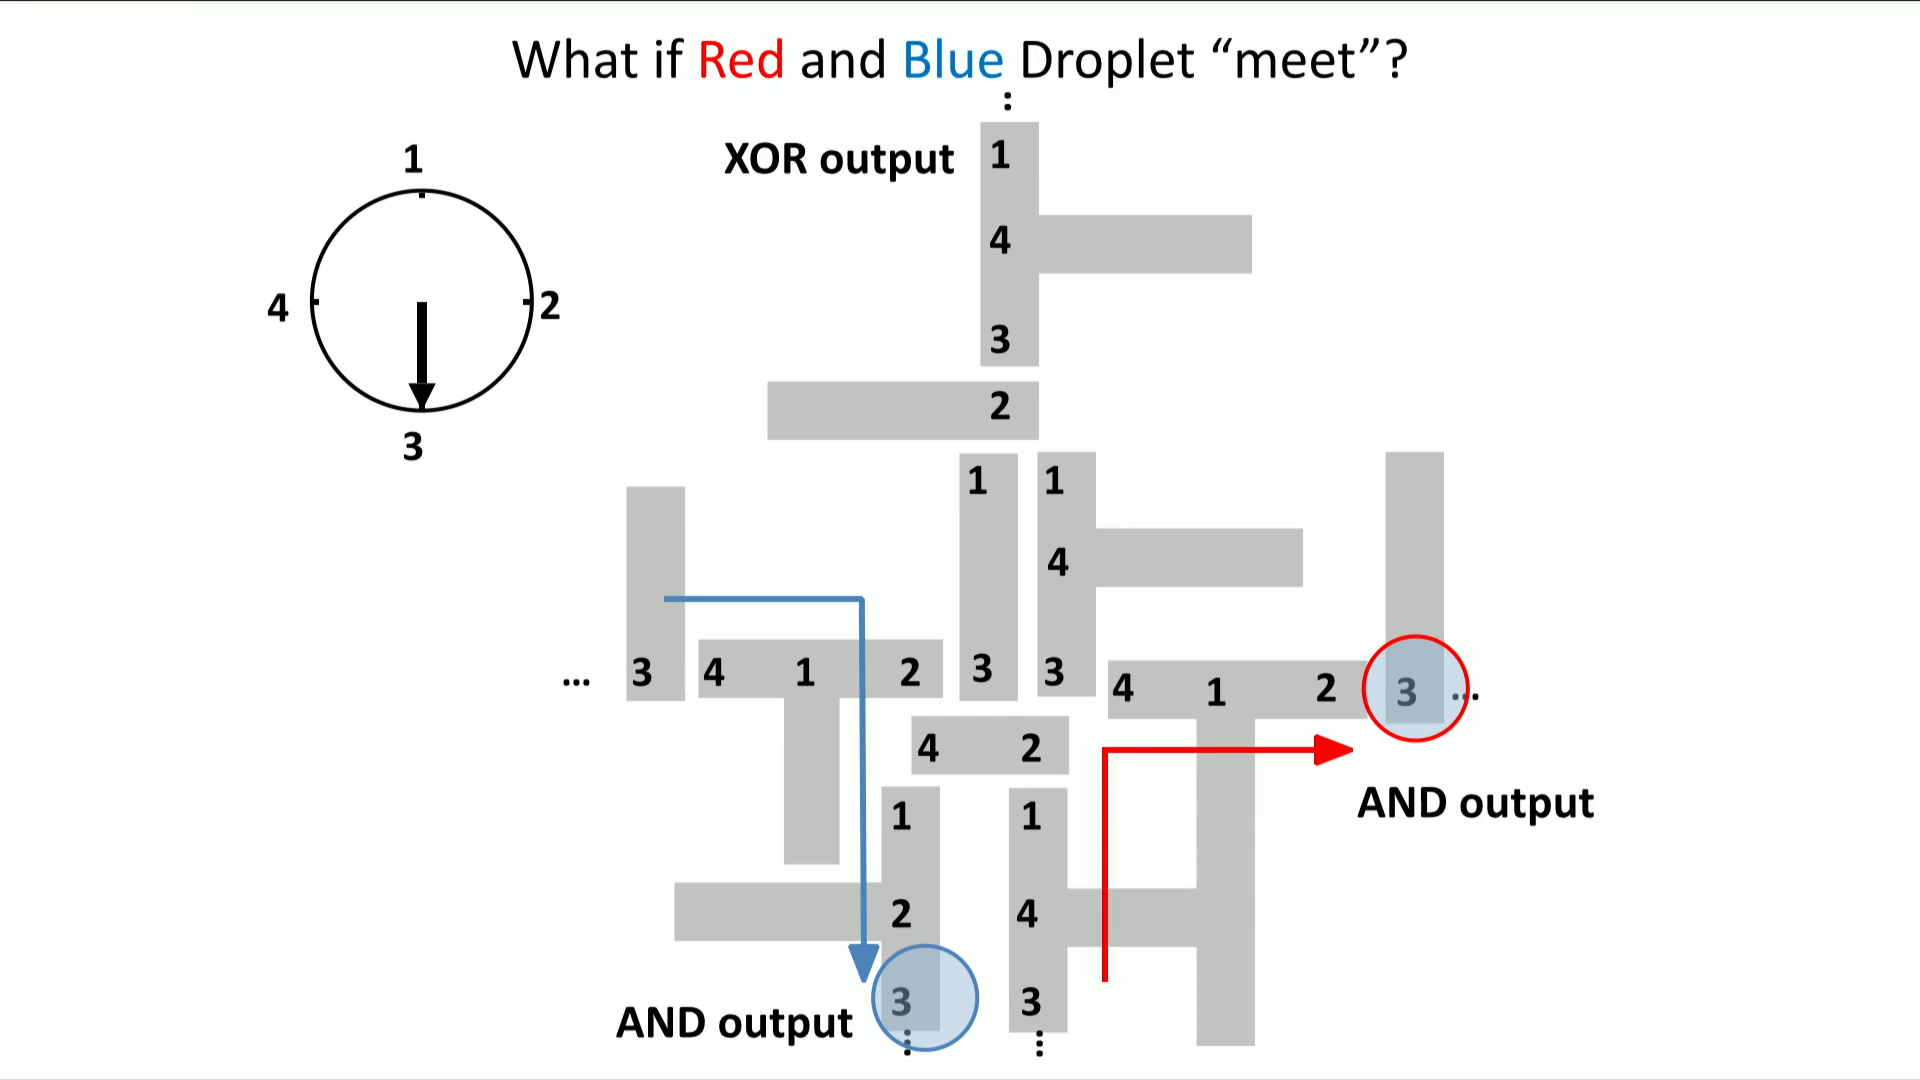 What if Red and Blue Droplet “meet”?
:
XOR output
1
1
4
4
2
3
3
2
1 1
4
... 3 4 1 2 3 3 4 1 2 3 ...
4 2
1 1
AND output
2 4
AND output 3 3